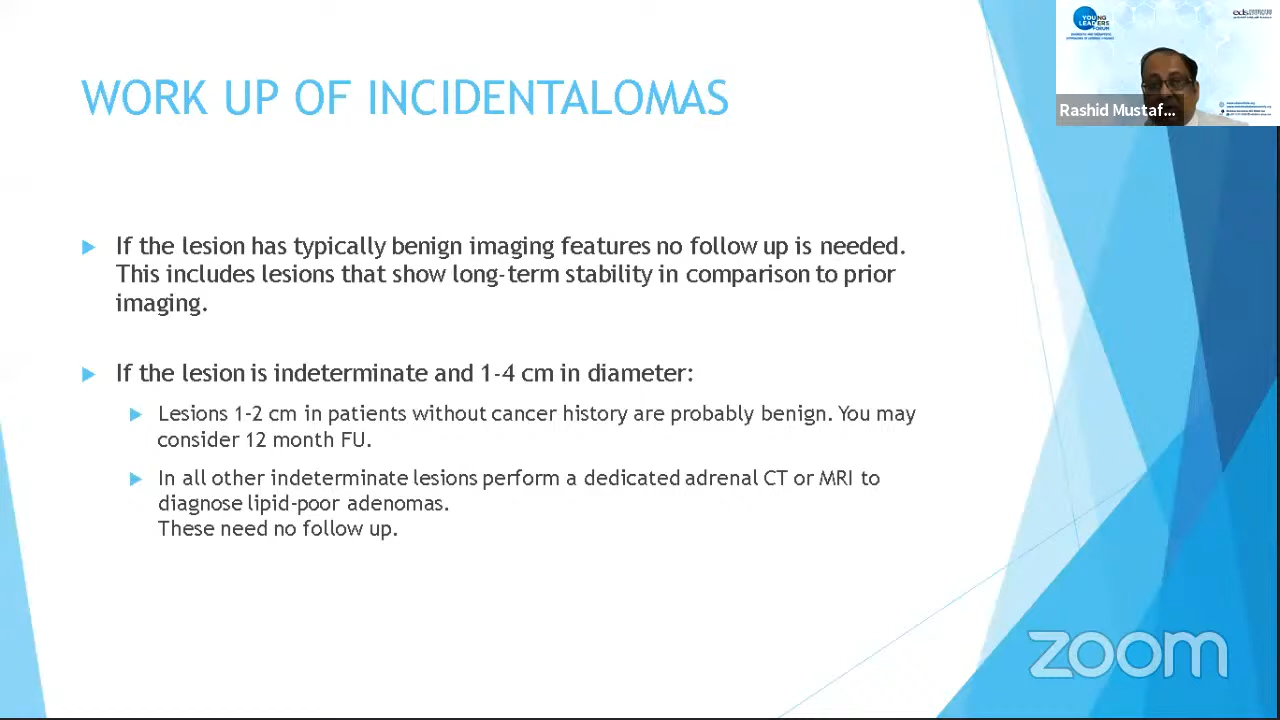 WORK UP OF INCIDENTALOMAS
If the lesion has typically benign imaging features no follow up is needed.
This includes lesions that show long-term stability in comparison to prior
imaging.
If the lesion is indeterminate and 1-4 cm in diameter:
Lesions 1-2 cm in patients without cancer history are probably benign. You may
consider 12 month FU.
In all other indeterminate lesions perform a dedicated adrenal CT or MRI to
diagnose lipid-poor adenomas.
These need no follow up.
YOUNG
LEADERS
FORUM
Rashid Mustaf...
zoom